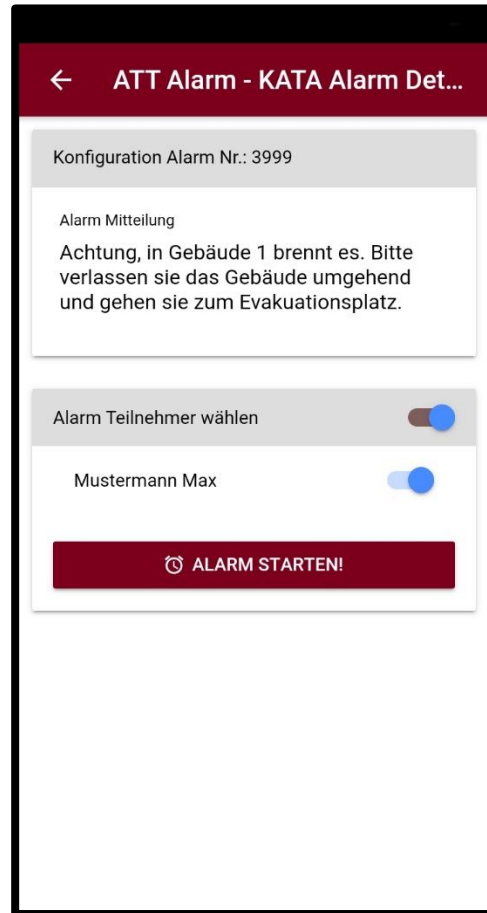 ATT Alarm - KATA Alarm Det...
Konfiguration Alarm Nr.: 3999
Alarm Mitteilung
Achtung, in Gebäude 1 brennt es. Bitte
verlassen sie das Gebäude umgehend
und gehen sie zum Evakuationsplatz.
Alarm Teilnehmer wählen
Mustermann Max
ALARM STARTEN!